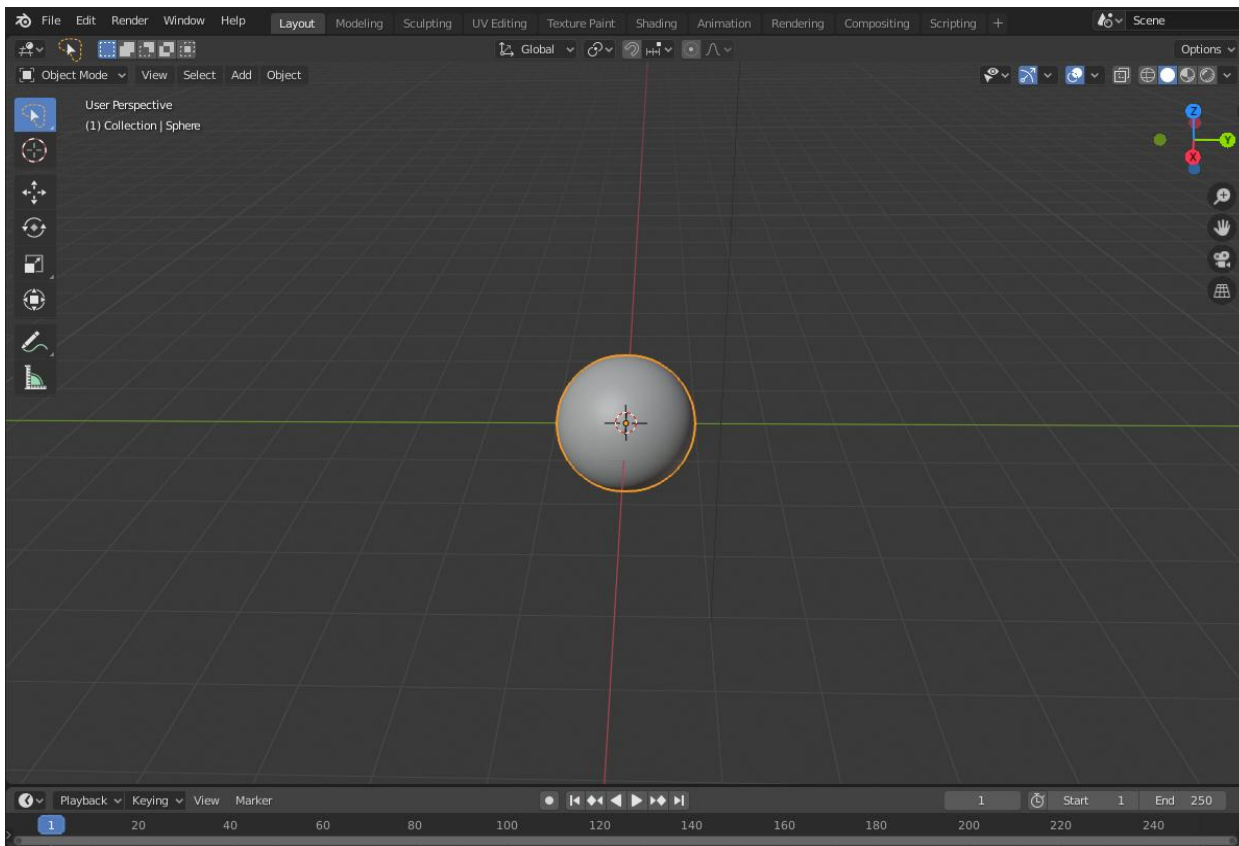 File Edit Render Window Help Layout Modeling Sculpting UV Editing Texture Paint Shading Animation Rendering Compositing Scripting + Scene
Global Options
Object Mode View Select Add Object
User Perspective
(1) Collection | Sphere
Z
Y
X
Playback Keying View Marker 1 Start 1 End 250
1 20 40 60 80 100 120 140 160 180 200 220 240